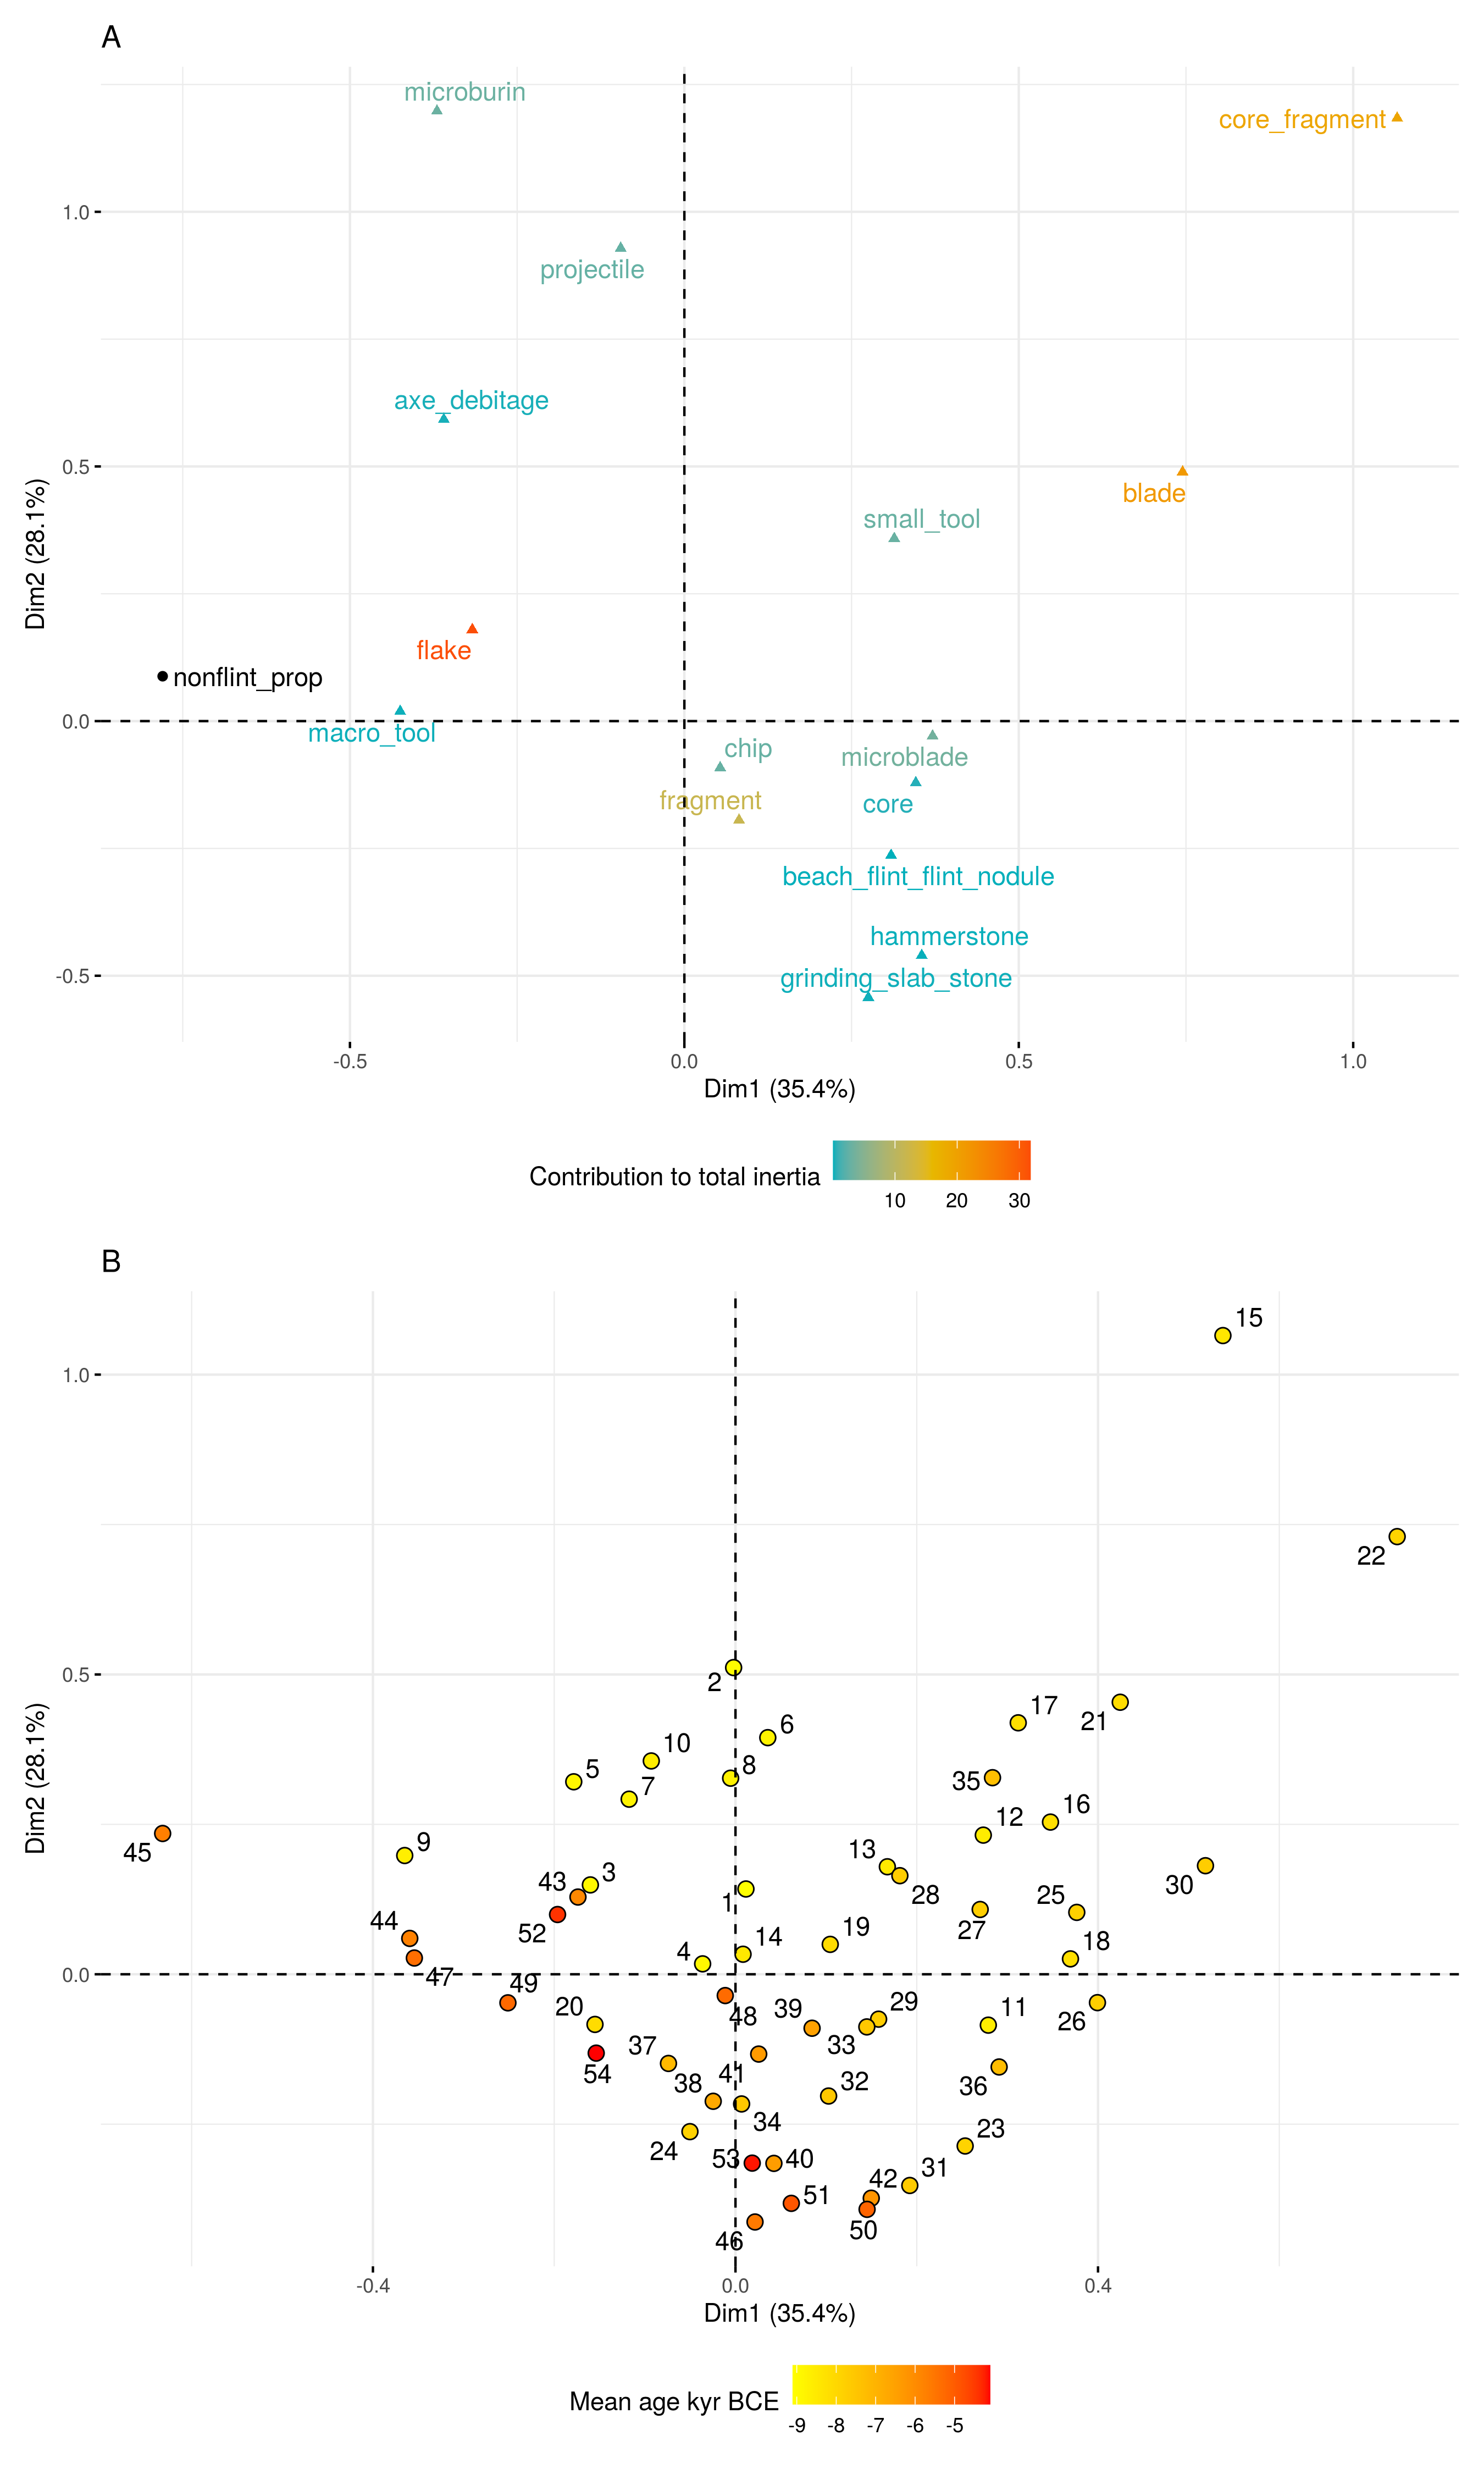 A
microburin
core_fragment
1.0
projectile
axe_debitage
0.5
blade
small_tool
flake
nonflint_prop
0.0
macro_tool
chip
microblade
fragment
core
beach_flint_flint_nodule
hammerstone
-0.5
grinding_slab_stone
Dim2 (28.1%)
-0.5 0.0 0.5 1.0
Dim1 (35.4%)
Contribution to total inertia
10 20 30
B
15
1.0
22
0.5
2
17
21
6
10
8
5
7
35
16
12
9
45
13
3
43
28
30
1
25
27
52
44
14
19
18
4
0.0
47
49
20
48
39
29
11
33
26
37
54
38
41
32
36
34
24
23
53
40
31
42
51
50
46
Dim2 (28.1%)
-0.4 0.0 0.4
Dim1 (35.4%)
Mean age kyr BCE
-9 -8 -7 -6 -5